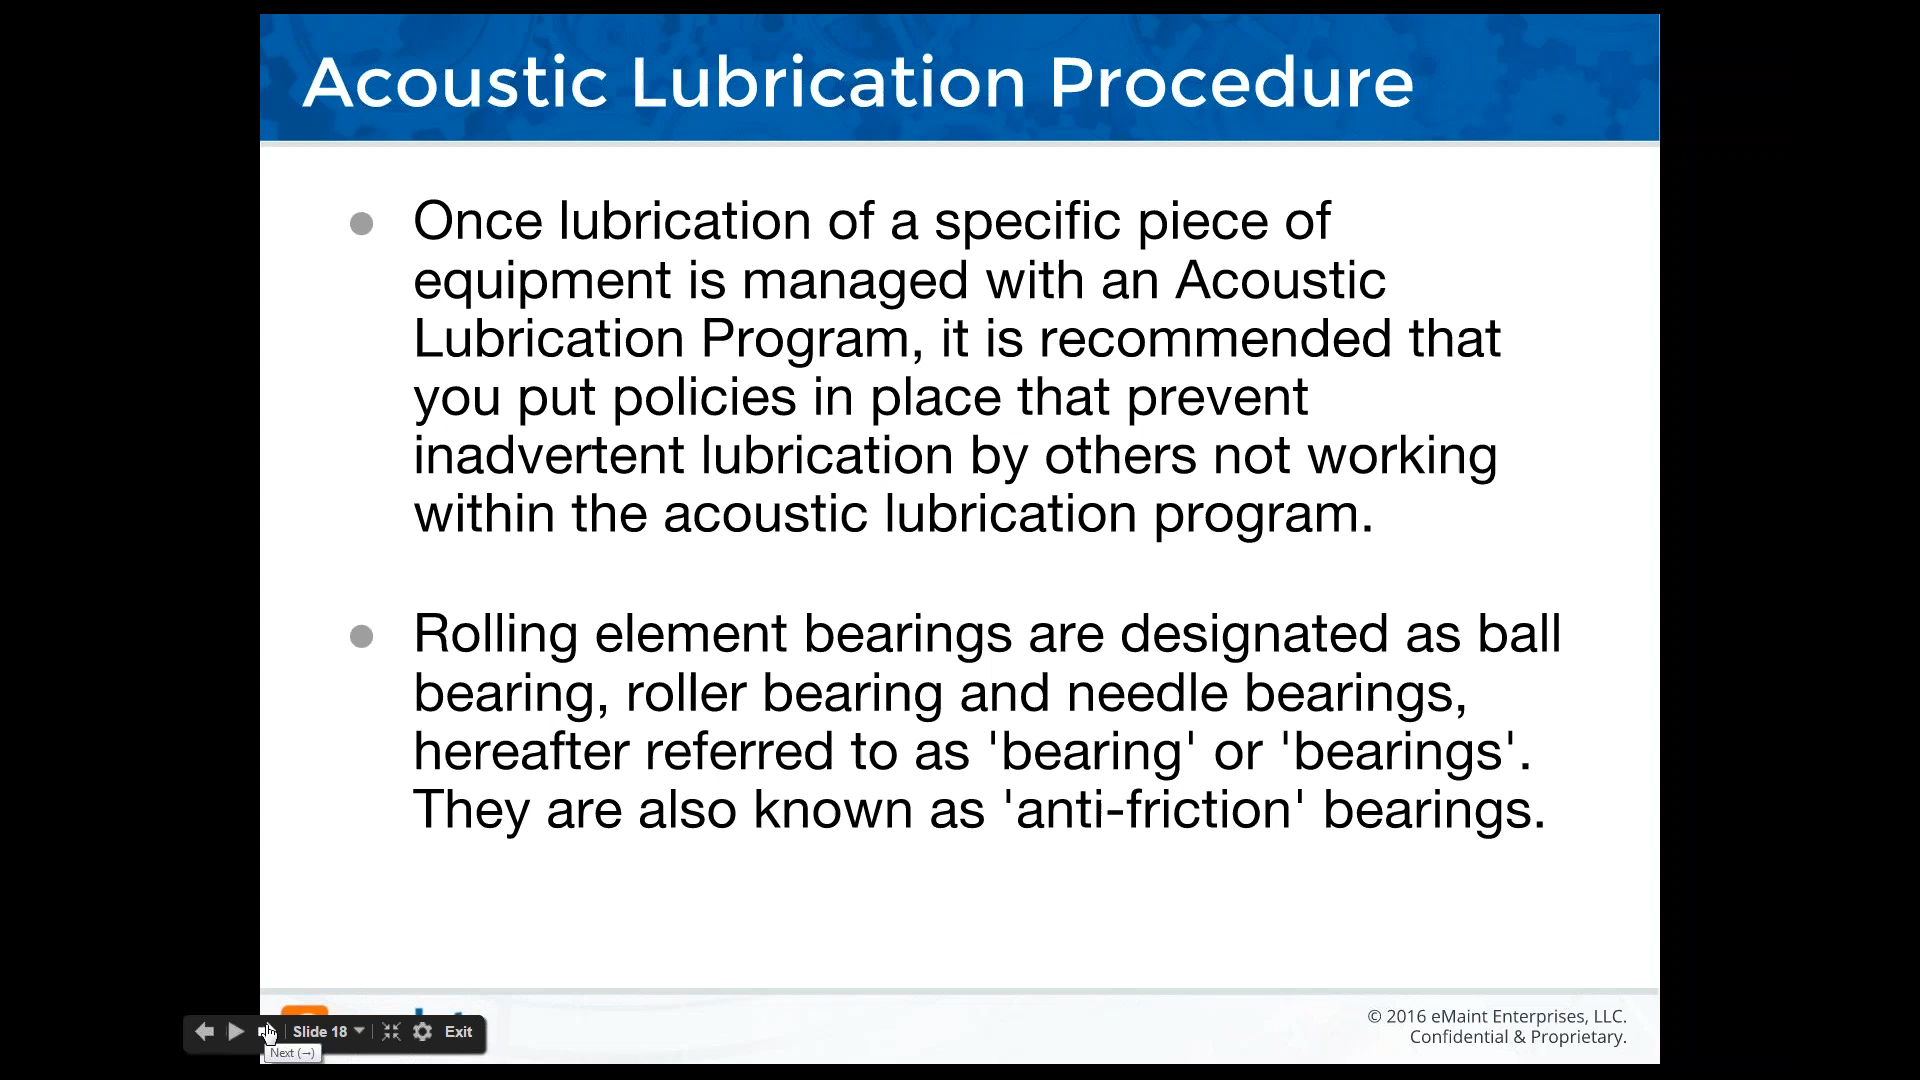 Acoustic Lubrication Procedure
Once lubrication of a specific piece of
equipment is managed with an Acoustic
Lubrication Program, it is recommended that
you put policies in place that prevent
inadvertent lubrication by others not working
within the acoustic lubrication program.
Rolling element bearings are designated as ball
bearing, roller bearing and needle bearings,
hereafter referred to as 'bearing' or 'bearings'.
They are also known as 'anti-friction' bearings.
© 2016 eMaint Enterprises, LLC.
Confidential & Proprietary.
Slide 18
Exit
Next (→)